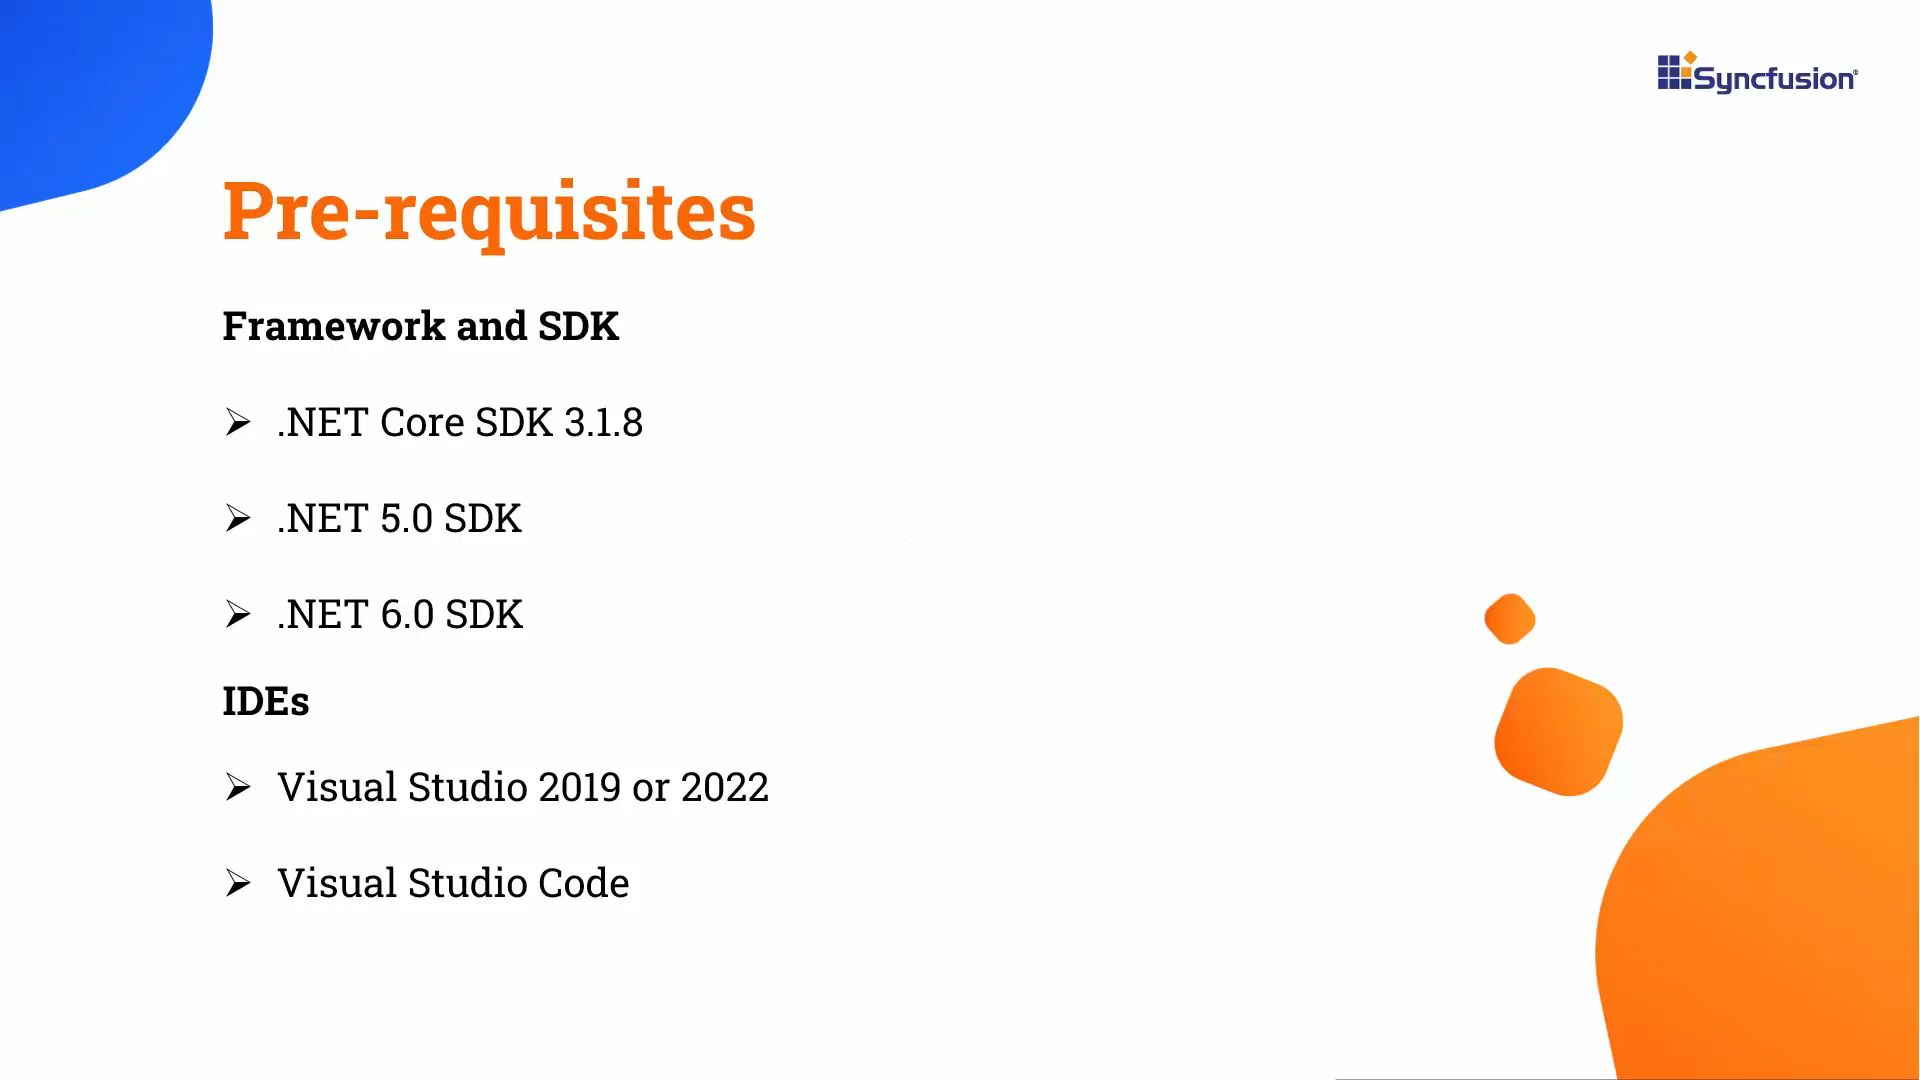 Syncfusion®
Pre-requisites
Framework and SDK
➢ .NET Core SDK 3.1.8
➢ .NET 5.0 SDK
➢ .NET 6.0 SDK
IDEs
➢ Visual Studio 2019 or 2022
➢ Visual Studio Code